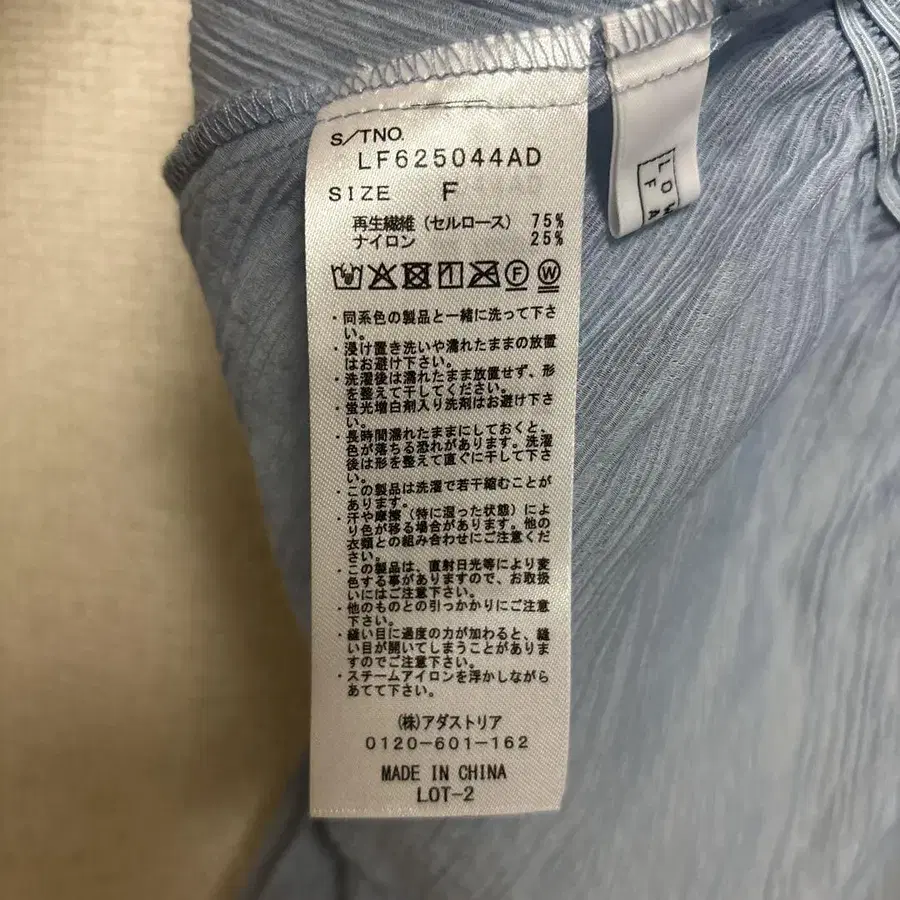 S/TNO.
LF625044AD
SIZE F
再生繊維（セルロース） 75%
ナイロン 25%
F W
・同系色の製品と一緒に洗って下さ
い。
・浸け置き洗いや濡れたままの放置
はお避け下さい。
・洗濯後は濡れたまま放置せず、形
を整えて干してください。
・蛍光増白剤入り洗剤はお避け下さ
い。
・長時間濡れたままにしておくと、
色が落ちる恐れがあります。洗濯
後は形を整えて直ぐに干して下さ
い。
・この製品は洗濯で若干縮むことが
あります。
・汗や摩擦（特に湿った状態）によ
り色が移る場合があります。他の
衣類との組み合わせにご注意くだ
さい。
・この製品は、直射日光等により変
色する事がありますので、お取扱
いにはご注意下さい。
・他のものとの引っかかりにご注意
下さい。
・縫い目に過度の力が加わると、縫
い目が開いてしまうことがありま
すのでご注意下さい。
・スチームアイロンを浮かしながら
あてて下さい。
(株)アダストリア
0120-601-162
MADE IN CHINA
LOT-2